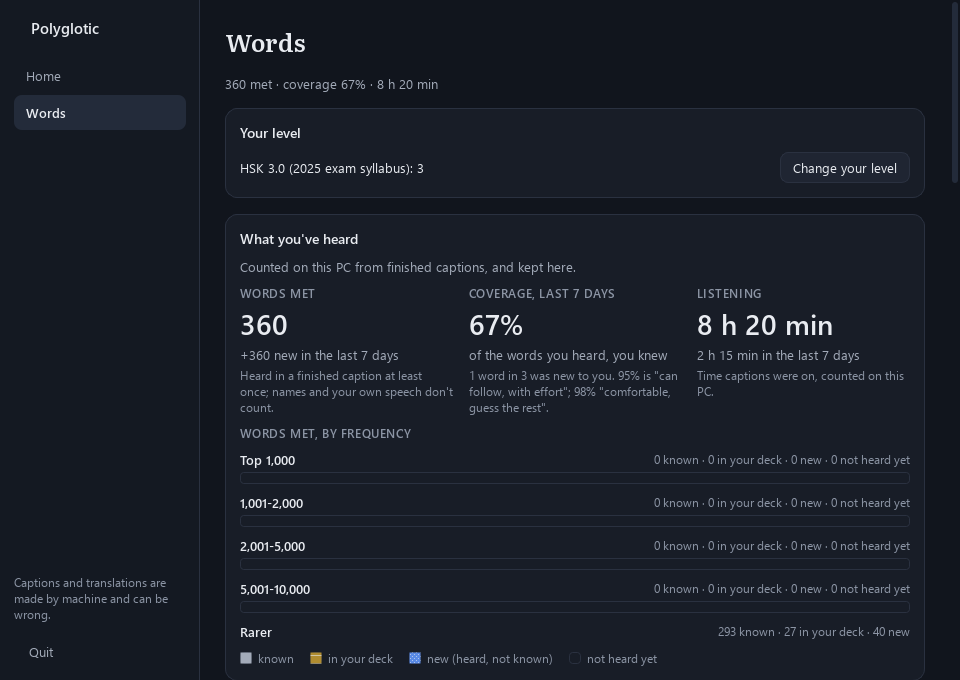 Polyglotic
Home
Words
Captions and translations are
made by machine and can be
wrong.
Quit
Words
360 met · coverage 67% · 8 h 20 min
Your level
HSK 3.0 (2025 exam syllabus): 3
Change your level
What you've heard
Counted on this PC from finished captions, and kept here.
WORDS MET
360
+360 new in the last 7 days
Heard in a finished caption at least
once; names and your own speech don't
count.
COVERAGE, LAST 7 DAYS
67%
of the words you heard, you knew
1 word in 3 was new to you. 95% is "can
follow, with effort"; 98% "comfortable,
guess the rest".
LISTENING
8 h 20 min
2 h 15 min in the last 7 days
Time captions were on, counted on this
PC.
WORDS MET, BY FREQUENCY
Top 1,000 0 known · 0 in your deck · 0 new · 0 not heard yet
1,001-2,000 0 known · 0 in your deck · 0 new · 0 not heard yet
2,001-5,000 0 known · 0 in your deck · 0 new · 0 not heard yet
5,001-10,000 0 known · 0 in your deck · 0 new · 0 not heard yet
Rarer 293 known · 27 in your deck · 40 new
known in your deck new (heard, not known) not heard yet